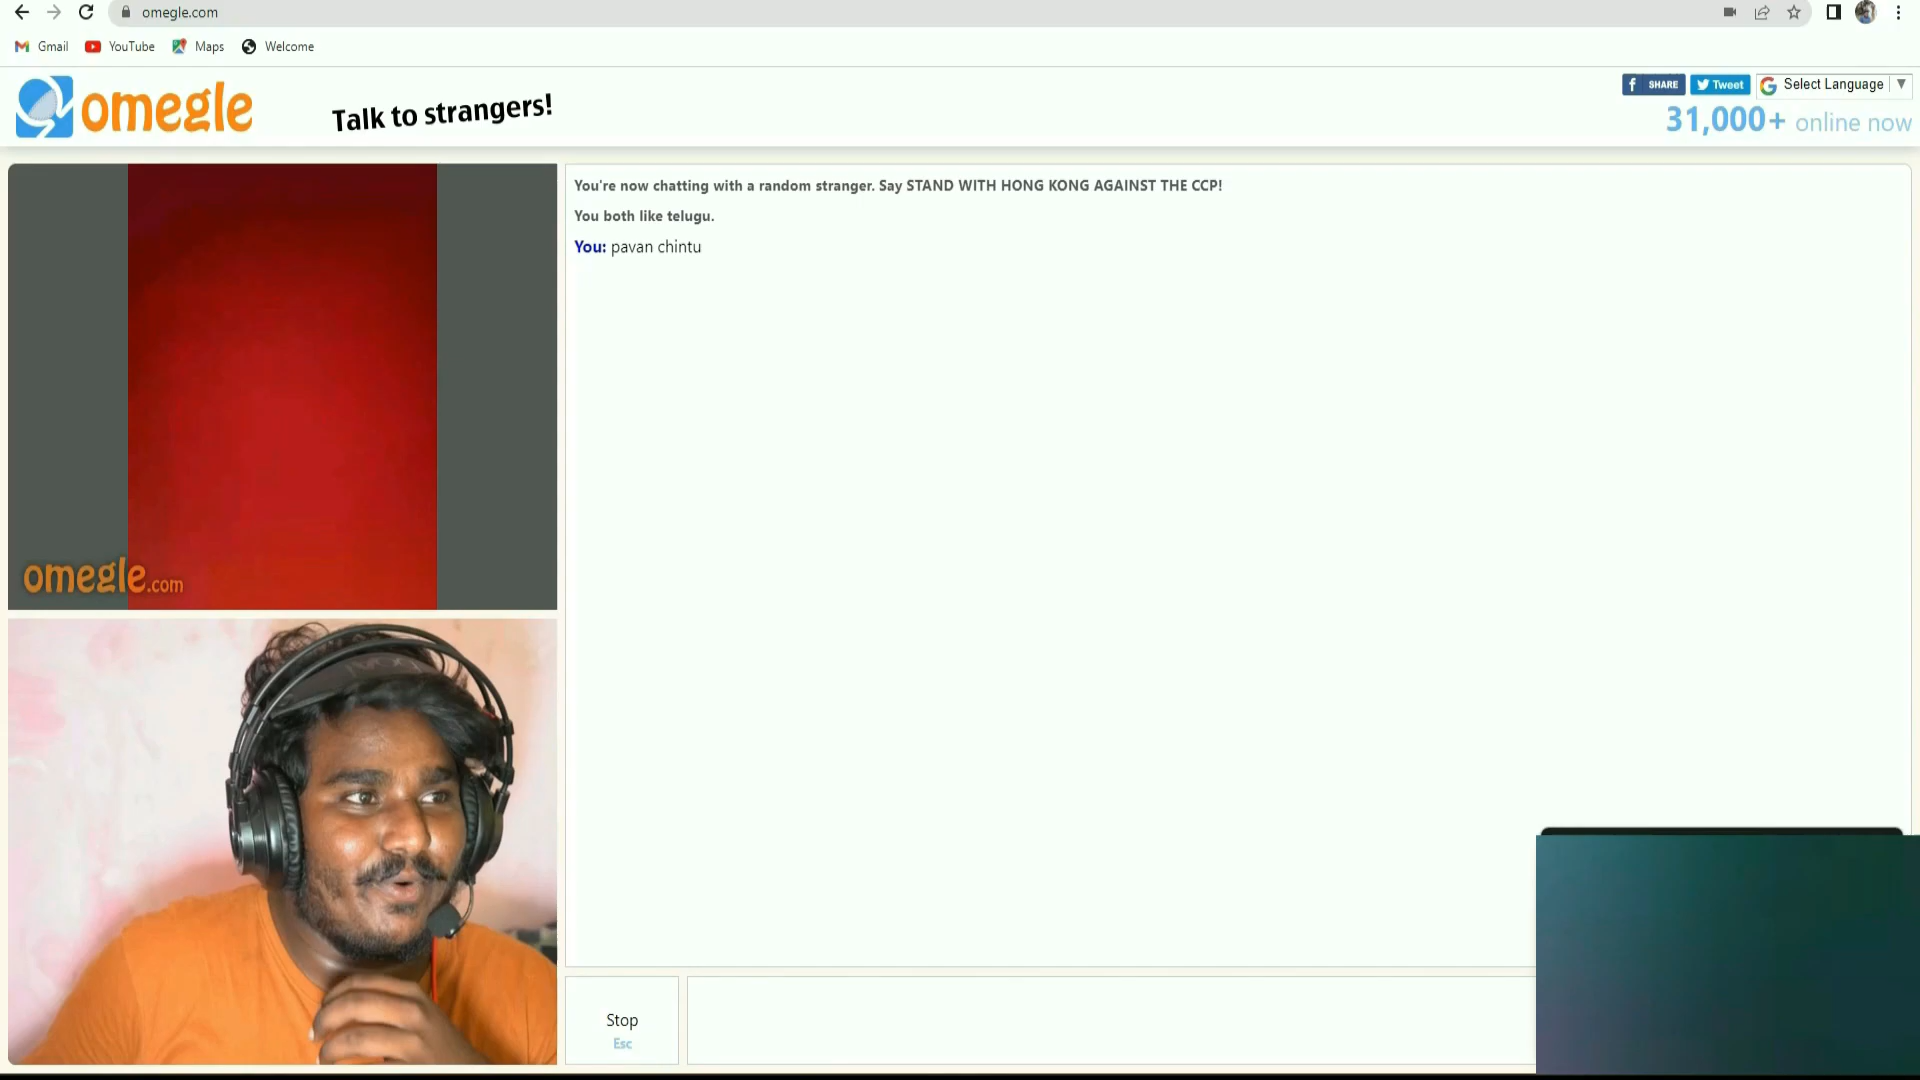 omegle.com
Gmail YouTube Maps Welcome
omegle Talk to strangers!
SHARE Tweet Select Language
31,000+ online now
You're now chatting with a random stranger. Say STAND WITH HONG KONG AGAINST THE CCP!
You both like telugu.
You: pavan chintu
omegle.com
Stop
Esc